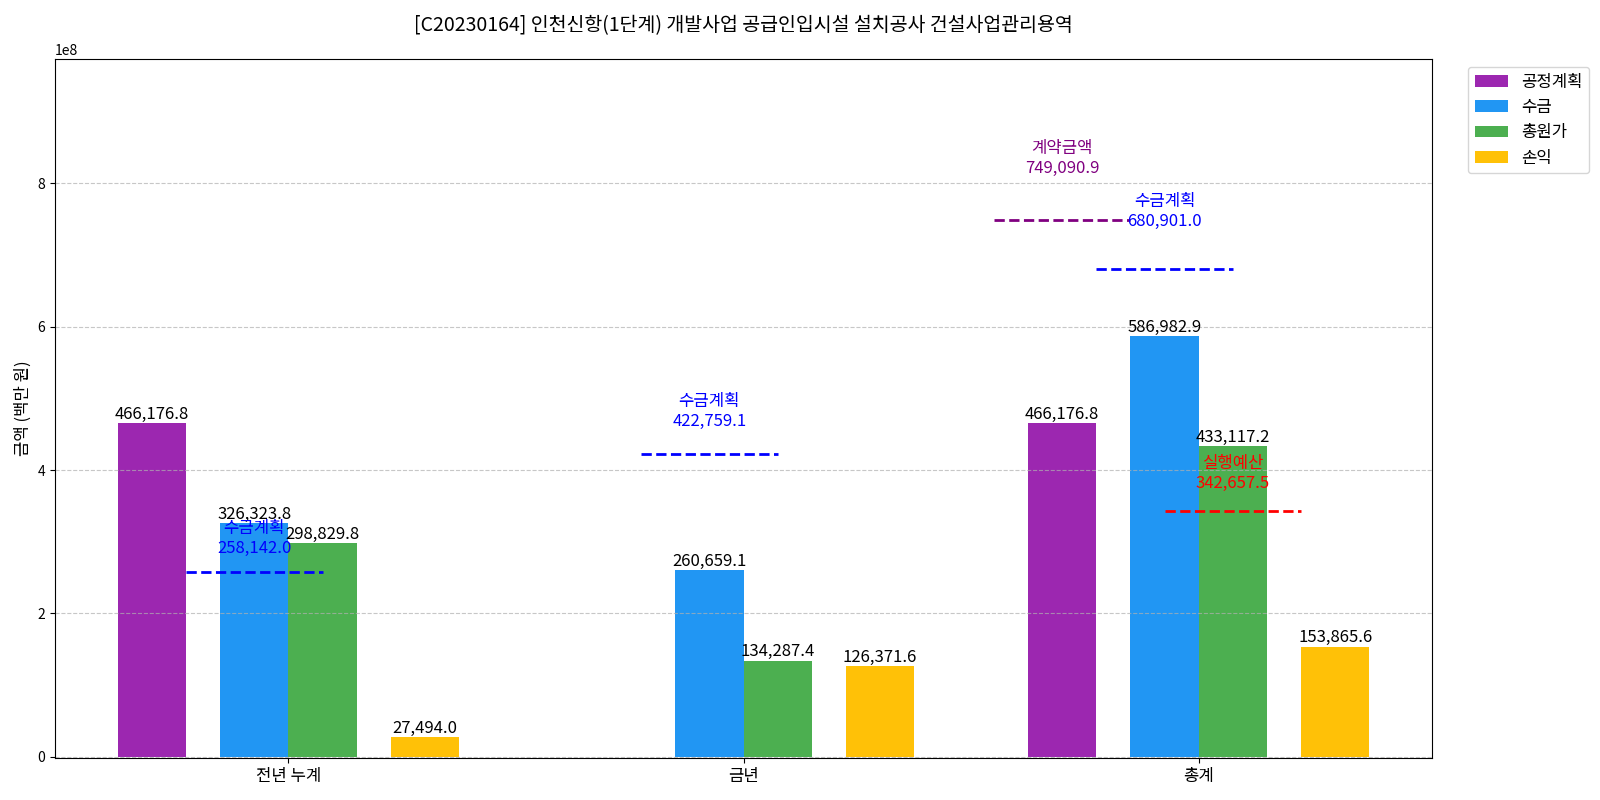 [C20230164] 인천신항(1단계) 개발사업 공급인입시설 설치공사 건설사업관리용역
1e8
공정계획
수금
총원가
손익
금액 (백만 원)
8
6
4
2
0
466,176.8
326,323.8
수금계획
258,142.0
298,829.8
27,494.0
수금계획
422,759.1
260,659.1
134,287.4
126,371.6
계약금액
749,090.9
수금계획
680,901.0
466,176.8
586,982.9
433,117.2
실행예산
342,657.5
153,865.6
전년 누계
금년
총계